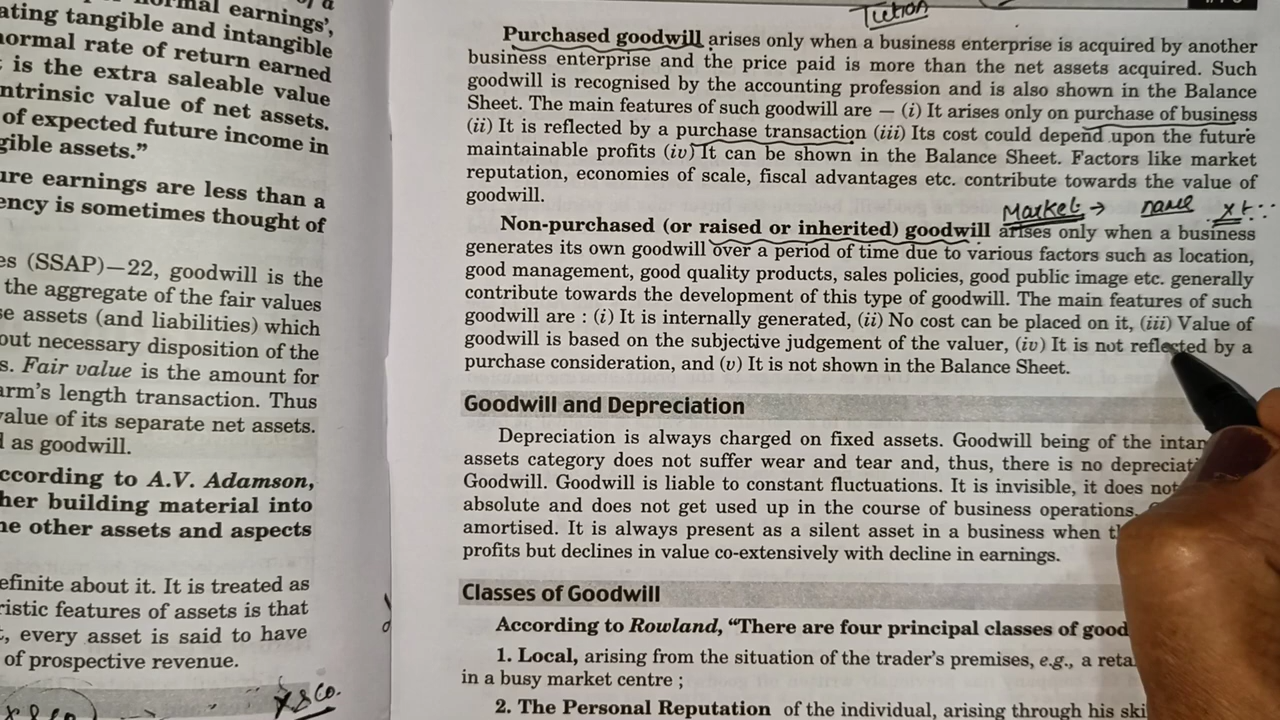 normal earnings',
ating tangible and intangible
normal rate of return earned
is the extra saleable value
ntrinsic value of net assets.
of expected future income in
gible assets."
ure earnings are less than a
ency is sometimes thought of
es (SSAP)—22, goodwill is the
the aggregate of the fair values
se assets (and liabilities) which
out necessary disposition of the
s. Fair value is the amount for
arm's length transaction. Thus
value of its separate net assets.
d as goodwill.
ccording to A.V. Adamson,
her building material into
ne other assets and aspects
efinite about it. It is treated as
ristic features of assets is that
, every asset is said to have
of prospective revenue.
x & co.
Tution
Purchased goodwill arises only when a business enterprise is acquired by another
business enterprise and the price paid is more than the net assets acquired. Such
goodwill is recognised by the accounting profession and is also shown in the Balance
Sheet. The main features of such goodwill are — (i) It arises only on purchase of business
(ii) It is reflected by a purchase transaction (iii) Its cost could depend upon the future
maintainable profits (iv) It can be shown in the Balance Sheet. Factors like market
reputation, economies of scale, fiscal advantages etc. contribute towards the value of
goodwill.
Market → name
Non-purchased (or raised or inherited) goodwill arises only when a business
generates its own goodwill over a period of time due to various factors such as location,
good management, good quality products, sales policies, good public image etc. generally
contribute towards the development of this type of goodwill. The main features of such
goodwill are : (i) It is internally generated, (ii) No cost can be placed on it, (iii) Value of
goodwill is based on the subjective judgement of the valuer, (iv) It is not reflected by a
purchase consideration, and (v) It is not shown in the Balance Sheet.
Goodwill and Depreciation
Depreciation is always charged on fixed assets. Goodwill being of the intan
assets category does not suffer wear and tear and, thus, there is no depreciat
Goodwill. Goodwill is liable to constant fluctuations. It is invisible, it does not
absolute and does not get used up in the course of business operations.
amortised. It is always present as a silent asset in a business when t
profits but declines in value co-extensively with decline in earnings.
Classes of Goodwill
According to Rowland, "There are four principal classes of good
1. Local, arising from the situation of the trader's premises, e.g., a reta
in a busy market centre ;
2. The Personal Reputation of the individual, arising through his ski